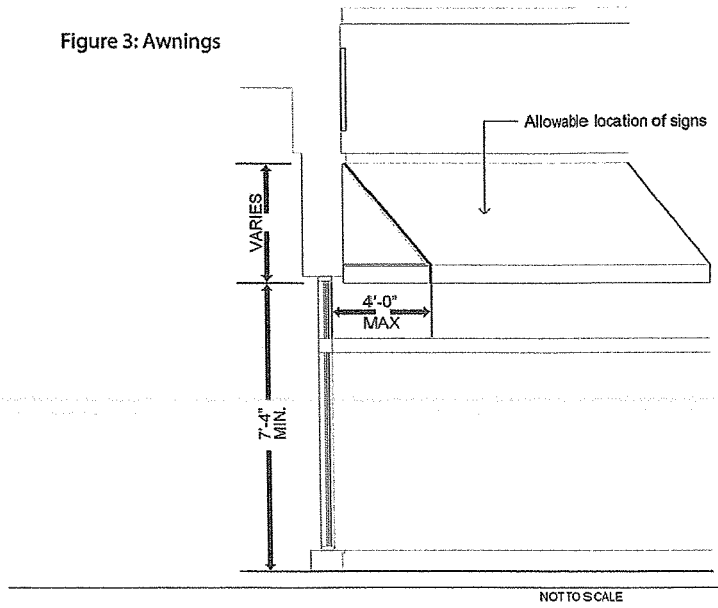 Figure 3: Awnings
Allowable location of signs
VARIES
4'-0"
MAX
7'-4"
MIN.
NOT TO SCALE